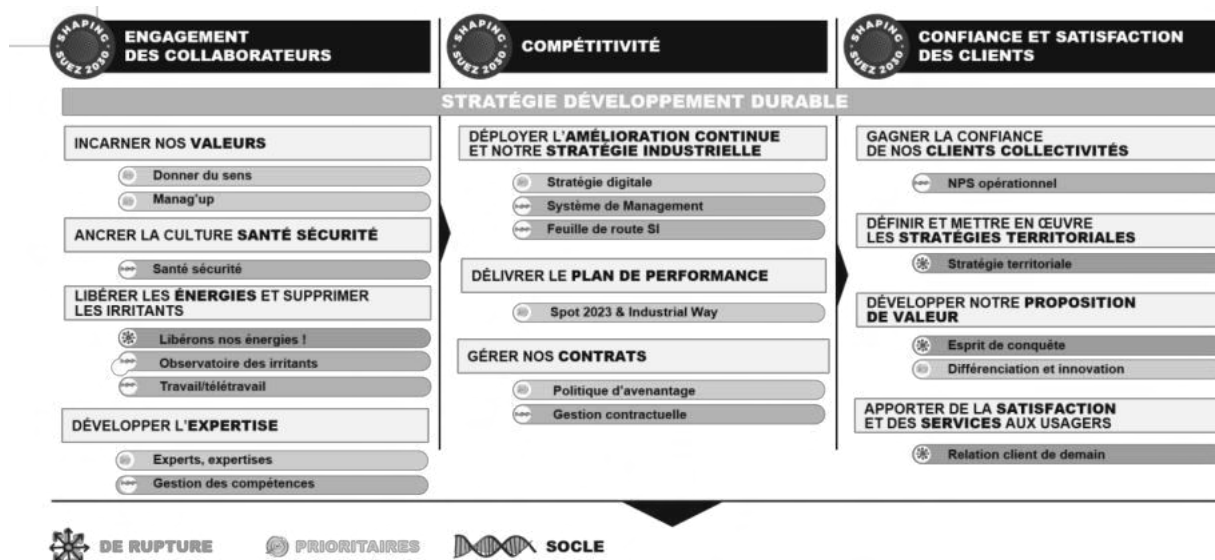 SHAPING SUEZ 2030
ENGAGEMENT
DES COLLABORATEURS
SHAPING SUEZ 2030
COMPÉTITIVITÉ
SHAPING SUEZ 2030
CONFIANCE ET SATISFACTION
DES CLIENTS
STRATÉGIE DÉVELOPPEMENT DURABLE
INCARNER NOS VALEURS
Donner du sens
Manag'up
ANCRER LA CULTURE SANTÉ SÉCURITÉ
Santé sécurité
LIBÉRER LES ÉNERGIES ET SUPPRIMER
LES IRRITANTS
Libérons nos énergies !
Observatoire des irritants
Travail/télétravail
DÉVELOPPER L'EXPERTISE
Experts, expertises
Gestion des compétences
DÉPLOYER L'AMÉLIORATION CONTINUE
ET NOTRE STRATÉGIE INDUSTRIELLE
Stratégie digitale
Système de Management
Feuille de route SI
DÉLIVRER LE PLAN DE PERFORMANCE
Spot 2023 & Industrial Way
GÉRER NOS CONTRATS
Politique d'avenantage
Gestion contractuelle
GAGNER LA CONFIANCE
DE NOS CLIENTS COLLECTIVITÉS
NPS opérationnel
DÉFINIR ET METTRE EN ŒUVRE
LES STRATÉGIES TERRITORIALES
Stratégie territoriale
DÉVELOPPER NOTRE PROPOSITION
DE VALEUR
Esprit de conquête
Différenciation et innovation
APPORTER DE LA SATISFACTION
ET DES SERVICES AUX USAGERS
Relation client de demain
DE RUPTURE
PRIORITAIRES
SOCLE